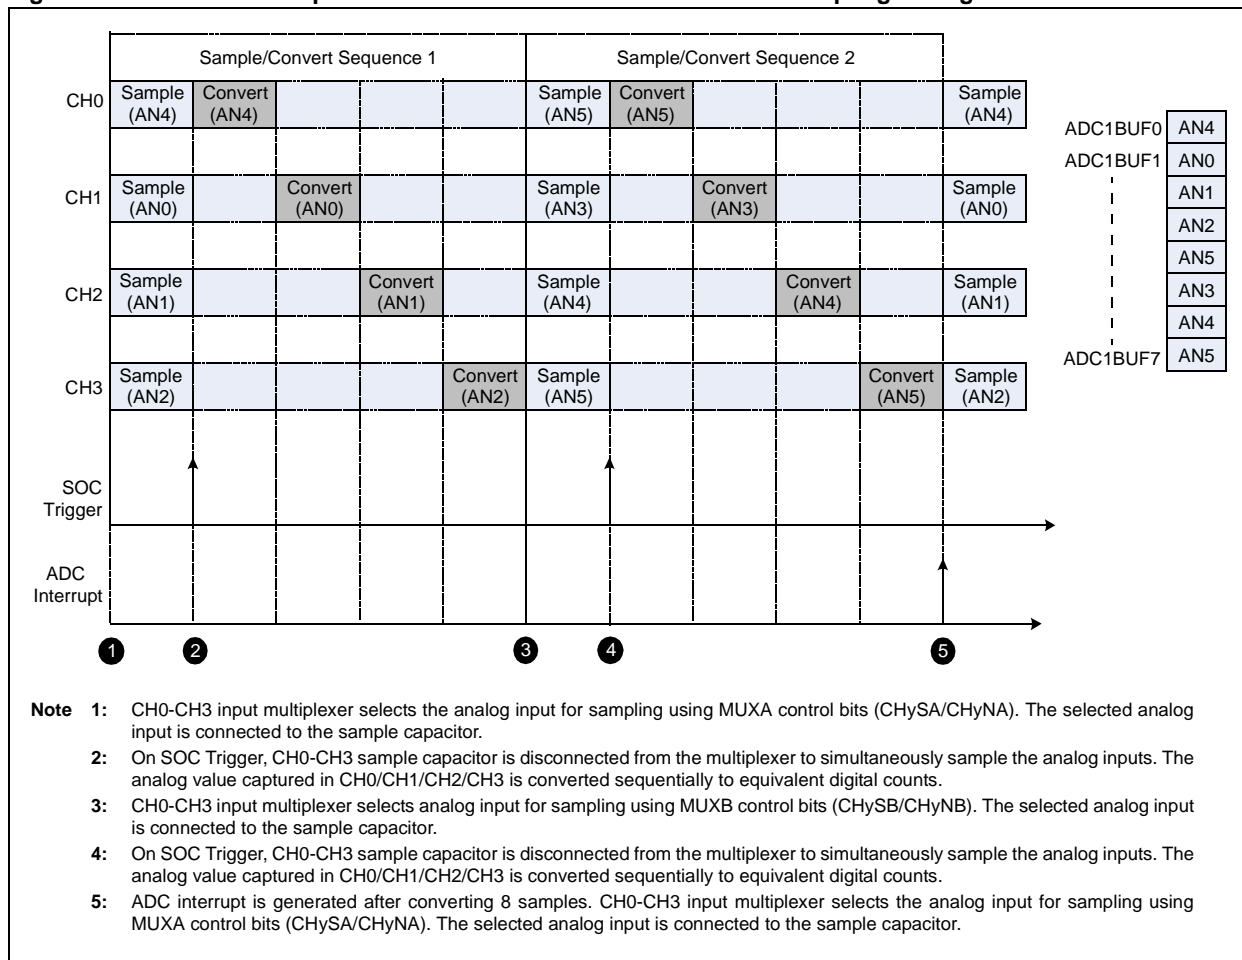 Sample/Convert Sequence 1
Sample/Convert Sequence 2
CH0
Sample
(AN4)
Convert
(AN4)
Sample
(AN5)
Convert
(AN5)
Sample
(AN4)
CH1
Sample
(AN0)
Convert
(AN0)
Sample
(AN3)
Convert
(AN3)
Sample
(AN0)
CH2
Sample
(AN1)
Convert
(AN1)
Sample
(AN4)
Convert
(AN4)
Sample
(AN1)
CH3
Sample
(AN2)
Convert
(AN2)
Sample
(AN5)
Convert
(AN5)
Sample
(AN2)
ADC1BUF0 AN4
ADC1BUF1 AN0
AN1
AN2
AN5
AN3
AN4
ADC1BUF7 AN5
SOC
Trigger
ADC
Interrupt
1 2 3 4 5
Note 1: CH0-CH3 input multiplexer selects the analog input for sampling using MUXA control bits (CHySA/CHyNA). The selected analog
input is connected to the sample capacitor.
2: On SOC Trigger, CH0-CH3 sample capacitor is disconnected from the multiplexer to simultaneously sample the analog inputs. The
analog value captured in CH0/CH1/CH2/CH3 is converted sequentially to equivalent digital counts.
3: CH0-CH3 input multiplexer selects analog input for sampling using MUXB control bits (CHySB/CHyNB). The selected analog input
is connected to the sample capacitor.
4: On SOC Trigger, CH0-CH3 sample capacitor is disconnected from the multiplexer to simultaneously sample the analog inputs. The
analog value captured in CH0/CH1/CH2/CH3 is converted sequentially to equivalent digital counts.
5: ADC interrupt is generated after converting 8 samples. CH0-CH3 input multiplexer selects the analog input for sampling using
MUXA control bits (CHySA/CHyNA). The selected analog input is connected to the sample capacitor.